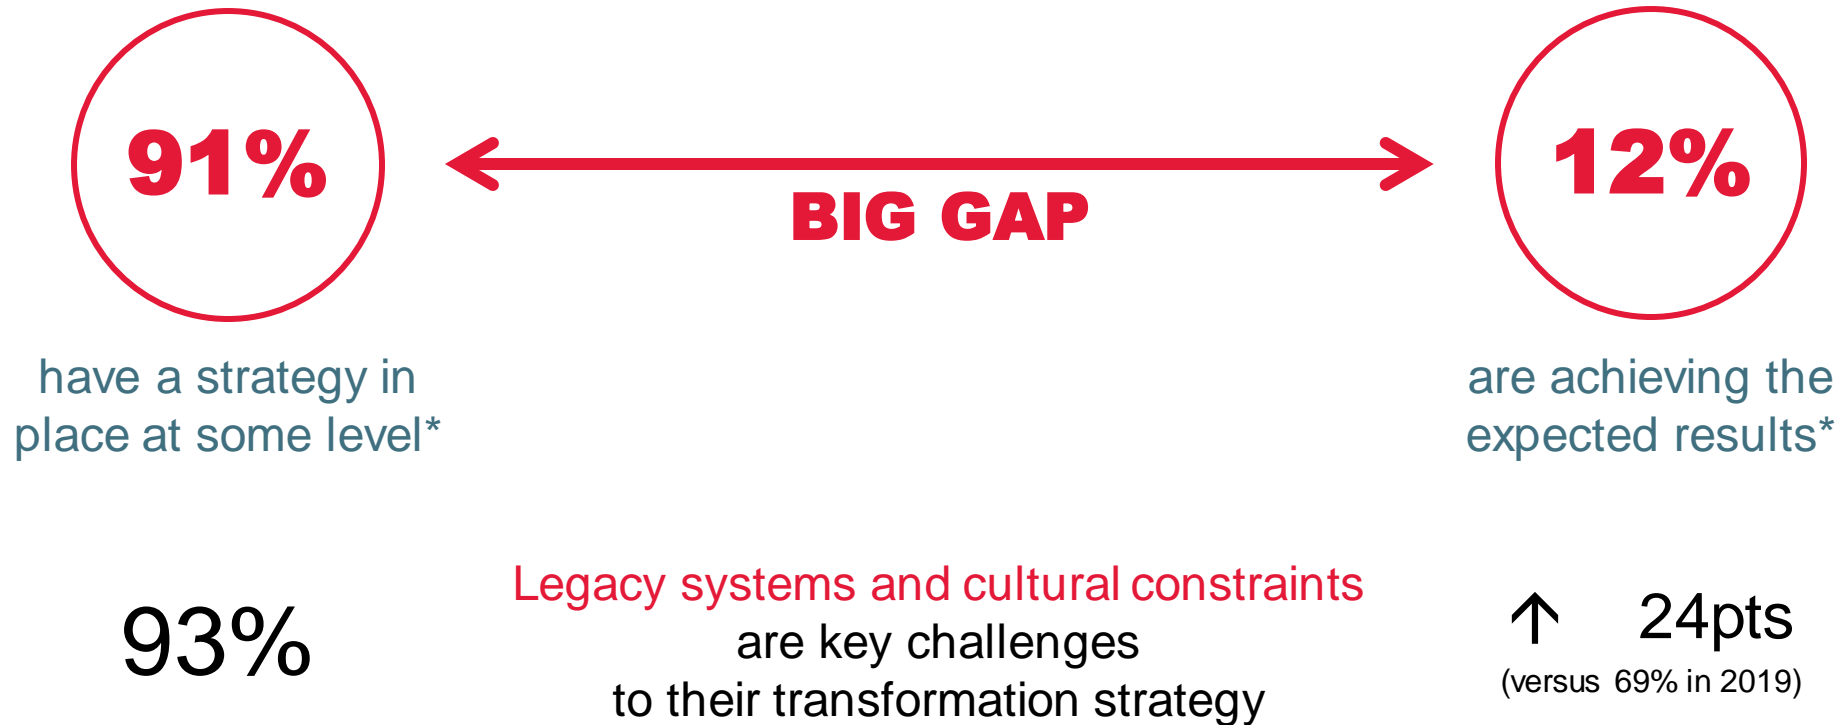 91%
BIG GAP
12%
have a strategy in
place at some level*
are achieving the
expected results*
93%
Legacy systems and cultural constraints
are key challenges
to their transformation strategy
↑ 24pts
(versus 69% in 2019)